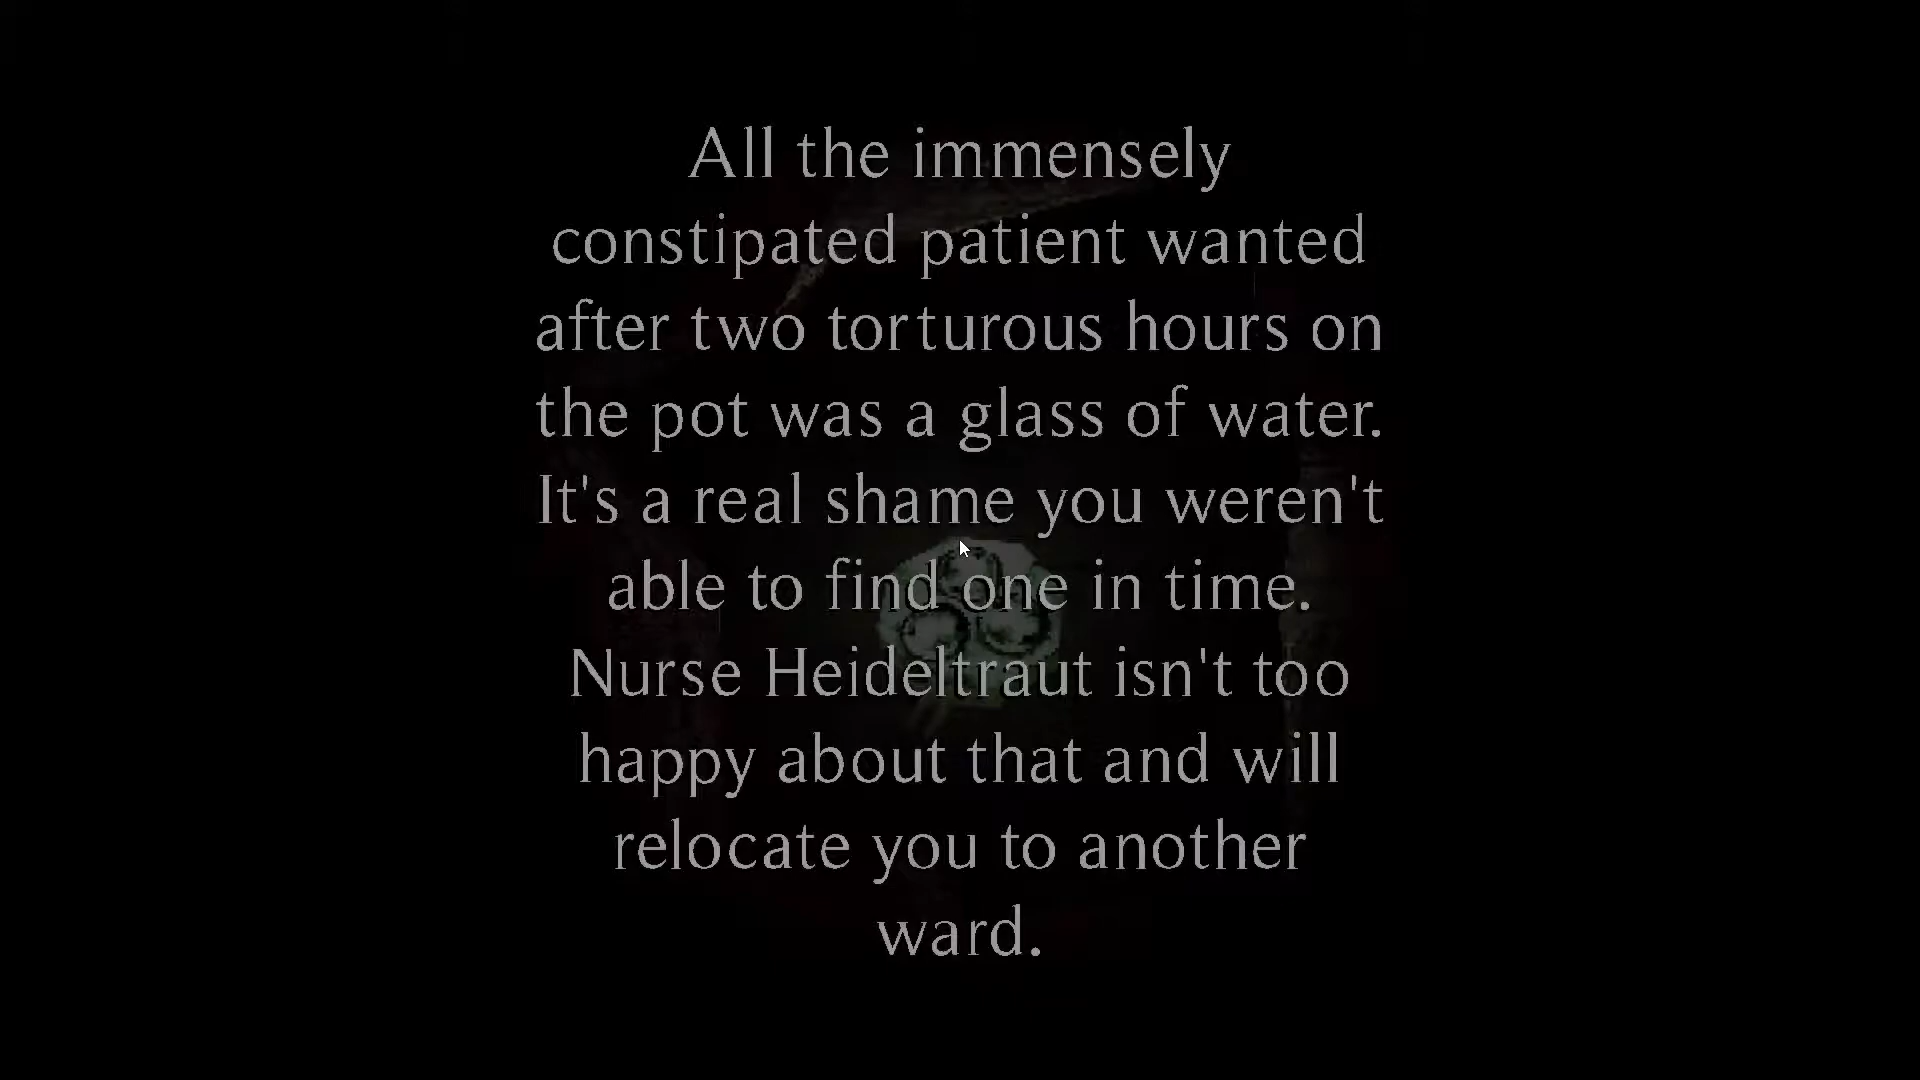 All the immensely
constipated patient wanted
after two torturous hours on
the pot was a glass of water.
It's a real shame you weren't
able to find one in time.
Nurse Heideltraut isn't too
happy about that and will
relocate you to another
ward.